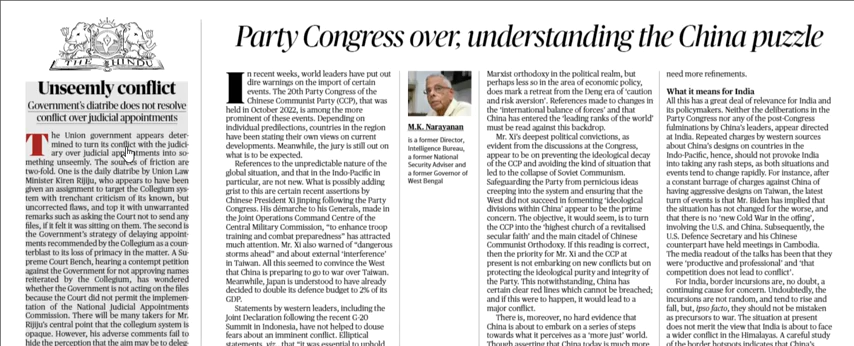 THE HINDU
Unseemly conflict
Government's diatribe does not resolve
conflict over judicial appointments
The Union government appears deter-
mined to turn its conflict with the judici-
ary over judicial appointments into so-
mething unseemly. The sources of friction are
two-fold. One is the daily diatribe by Union Law
Minister Kiren Rijiju, who appears to have been
given an assignment to target the Collegium sys-
tem with trenchant criticism of its known, but
uncorrected flaws, and top it with unwarranted
remarks such as asking the Court not to send any
files, if it felt it was sitting on them. The second is
the Government's strategy of delaying appoint-
ments recommended by the Collegium as a coun-
terblast to its loss of primacy in the matter. A Su-
preme Court Bench, hearing a contempt petition
against the Government for not approving names
reiterated by the Collegium, has wondered
whether the Government is not acting on the files
because the Court did not permit the implemen-
tation of the National Judicial Appointments
Commission. There will be many takers for Mr.
Rijiju's central point that the collegium system is
opaque. However, his adverse comments fail to
hide the perception that the aim may be to deleg-
Party Congress over, understanding the China puzzle
In recent weeks, world leaders have put out
dire warnings on the import of certain
events. The 20th Party Congress of the
Chinese Communist Party (CCP), that was
held in October 2022, is among the more
prominent of these events. Depending on
individual predilections, countries in the region
have been stating their own views on current
developments. Meanwhile, the jury is still out on
what is to be expected.
References to the unpredictable nature of the
global situation, and that in the Indo-Pacific in
particular, are not new. What is possibly adding
grist to this are certain recent assertions by
Chinese President Xi Jinping following the Party
Congress. His démarche to his Generals, made in
the Joint Operations Command Centre of the
Central Military Commission, "to enhance troop
training and combat preparedness" has attracted
much attention. Mr. Xi also warned of "dangerous
storms ahead" and about external 'interference'
in Taiwan. All this seemed to convince the West
that China is preparing to go to war over Taiwan.
Meanwhile, Japan is understood to have already
decided to double its defence budget to 2% of its
GDP.
Statements by western leaders, including the
Joint Declaration following the recent G-20
Summit in Indonesia, have not helped to douse
fears about an imminent conflict. Elliptical
statements, viz., that "it was essential to uphold
M.K. Narayanan
is a former Director,
Intelligence Bureau,
a former National
Security Adviser and
a former Governor of
West Bengal
Marxist orthodoxy in the political realm, but
perhaps less so in the area of economic policy,
does mark a retreat from the Deng era of 'caution
and risk aversion'. References made to changes in
the 'international balance of forces' and that
China has entered the 'leading ranks of the world'
must be read against this backdrop.
Mr. Xi's deeper political convictions, as
evident from the discussions at the Congress,
appear to be on preventing the ideological decay
of the CCP and avoiding the kind of situation that
led to the collapse of Soviet Communism.
Safeguarding the Party from pernicious ideas
creeping into the system and ensuring that the
West did not succeed in fomenting 'ideological
divisions within China' appear to be the prime
concern. The objective, it would seem, is to turn
the CCP into the 'highest church of a revitalised
secular faith' and the main citadel of Chinese
Communist Orthodoxy. If this reading is correct,
then the priority for Mr. Xi and the CCP at
present is not embarking on new conflicts but on
protecting the ideological purity and integrity of
the Party. This notwithstanding, China has
certain clear red lines which cannot be breached;
and if this were to happen, it would lead to a
major conflict.
There is, moreover, no hard evidence that
China is about to embark on a series of steps
towards what it perceives as a 'more just' world.
Though asserting that China today is much more
need more refinements.
What it means for India
All this has a great deal of relevance for India and
its policymakers. Neither the deliberations in the
Party Congress nor any of the post-Congress
fulminations by China's leaders, appear directed
at India. Repeated charges by western sources
about China's designs on countries in the
Indo-Pacific, hence, should not provoke India
into taking any rash steps, as both situations and
events tend to change rapidly. For instance, after
a constant barrage of charges against China of
having aggressive designs on Taiwan, the latest
turn of events is that Mr. Biden has implied that
the situation has not changed for the worse, and
that there is no 'new Cold War in the offing',
involving the U.S. and China. Subsequently, the
U.S. Defence Secretary and his Chinese
counterpart have held meetings in Cambodia.
The media readout of the talks has been that they
were 'productive and professional' and 'that
competition does not lead to conflict'.
For India, border incursions are, no doubt, a
continuing cause for concern. Undoubtedly, the
incursions are not random, and tend to rise and
fall, but, ipso facto, they should not be mistaken
as precursors to war. The situation at present
does not merit the view that India is about to face
a wider conflict in the Himalayas. A careful study
of the border hotspots indicates that China's